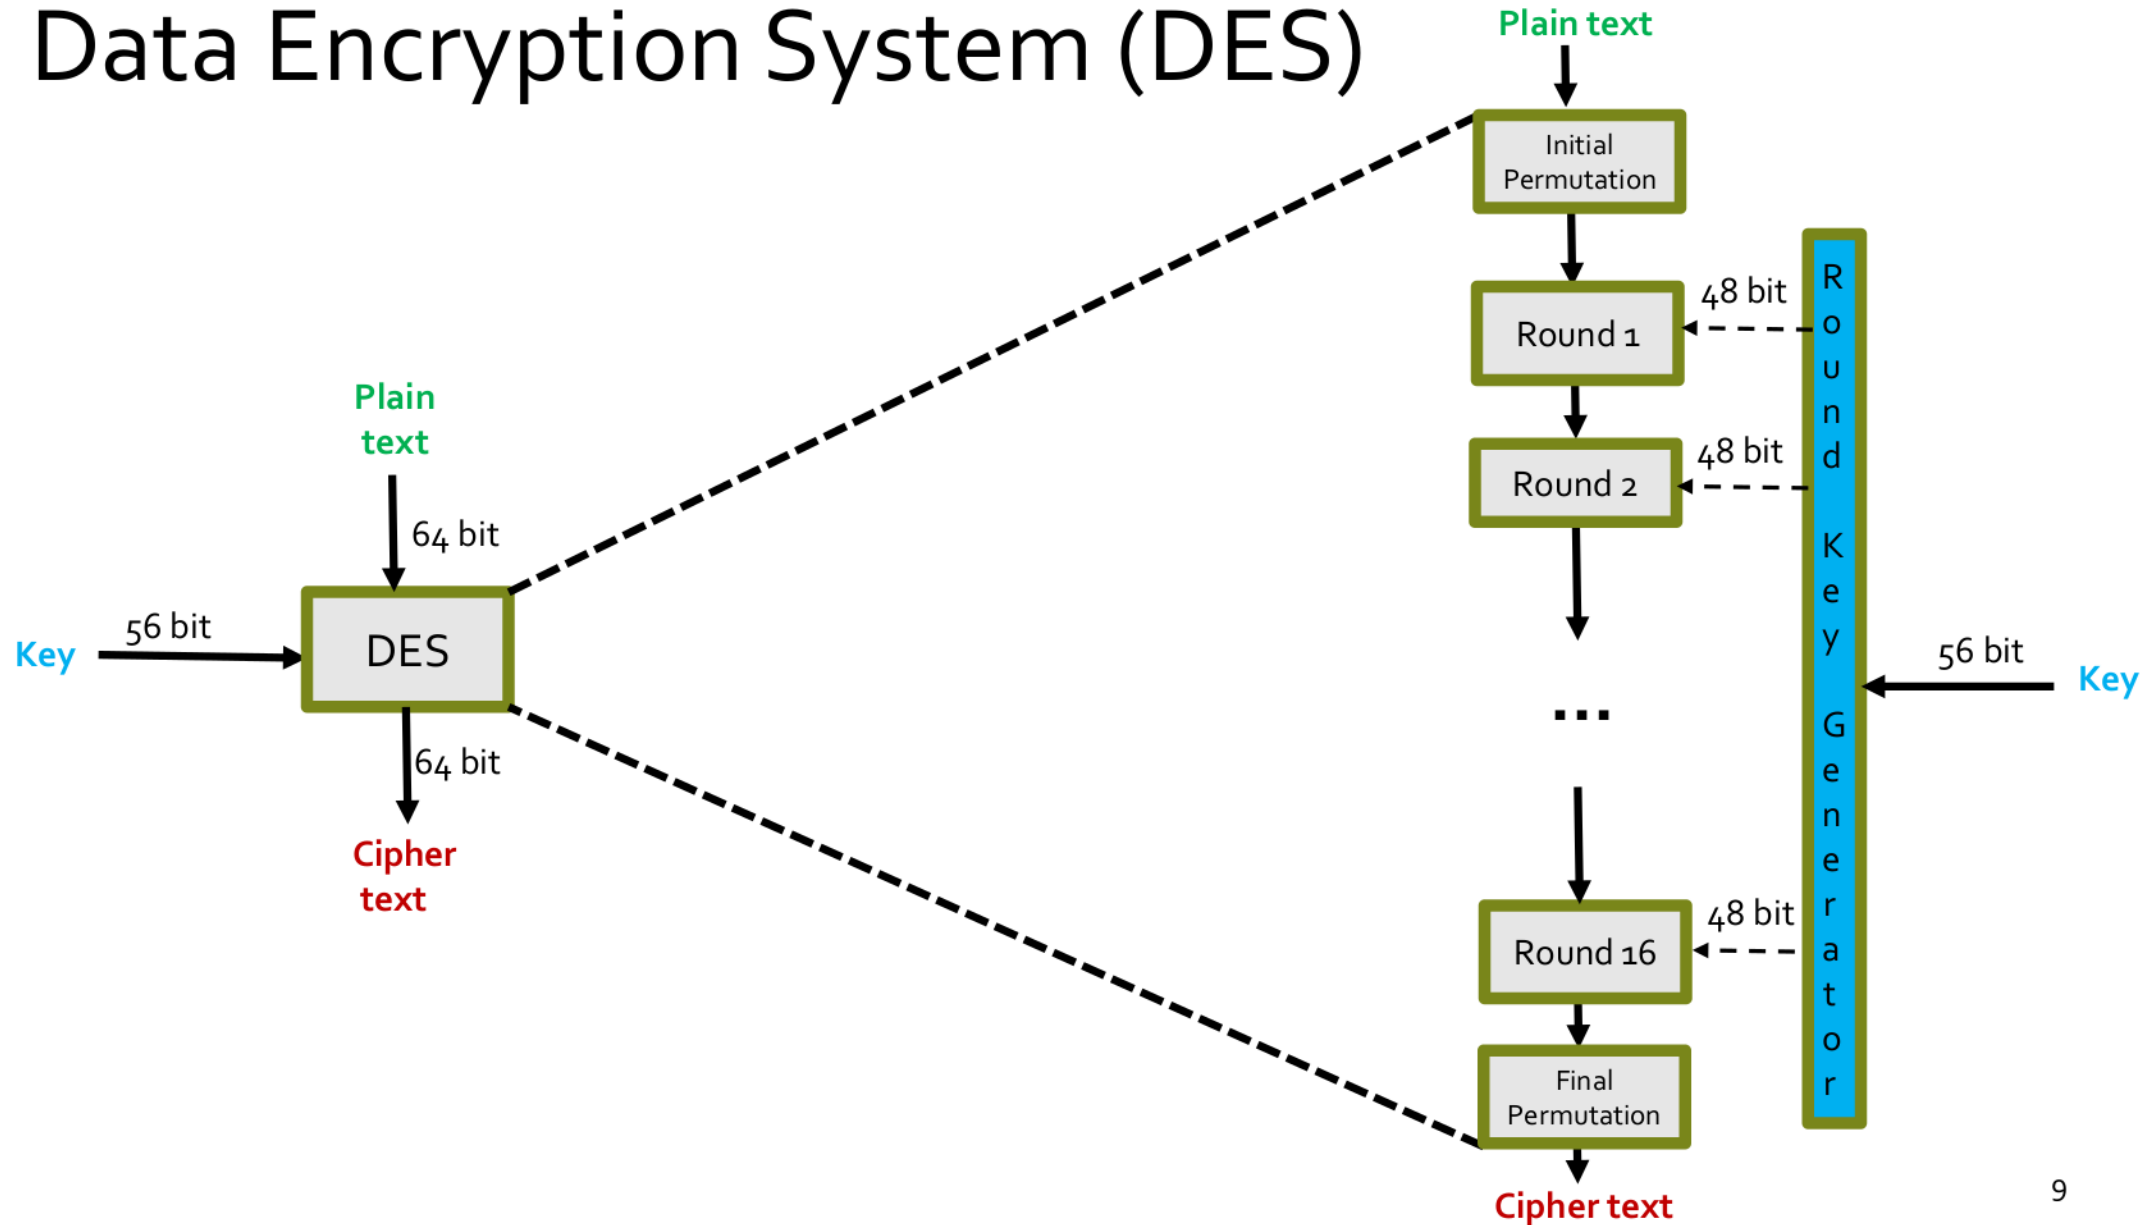 Data Encryption System (DES)
Plain
text
64 bit
Key
56 bit
DES
64 bit
Cipher
text
Plain text
Initial
Permutation
Round 1
48 bit
Round 2
48 bit
...
Round 16
48 bit
Final
Permutation
Cipher text
Round Key Generator
56 bit
Key
9